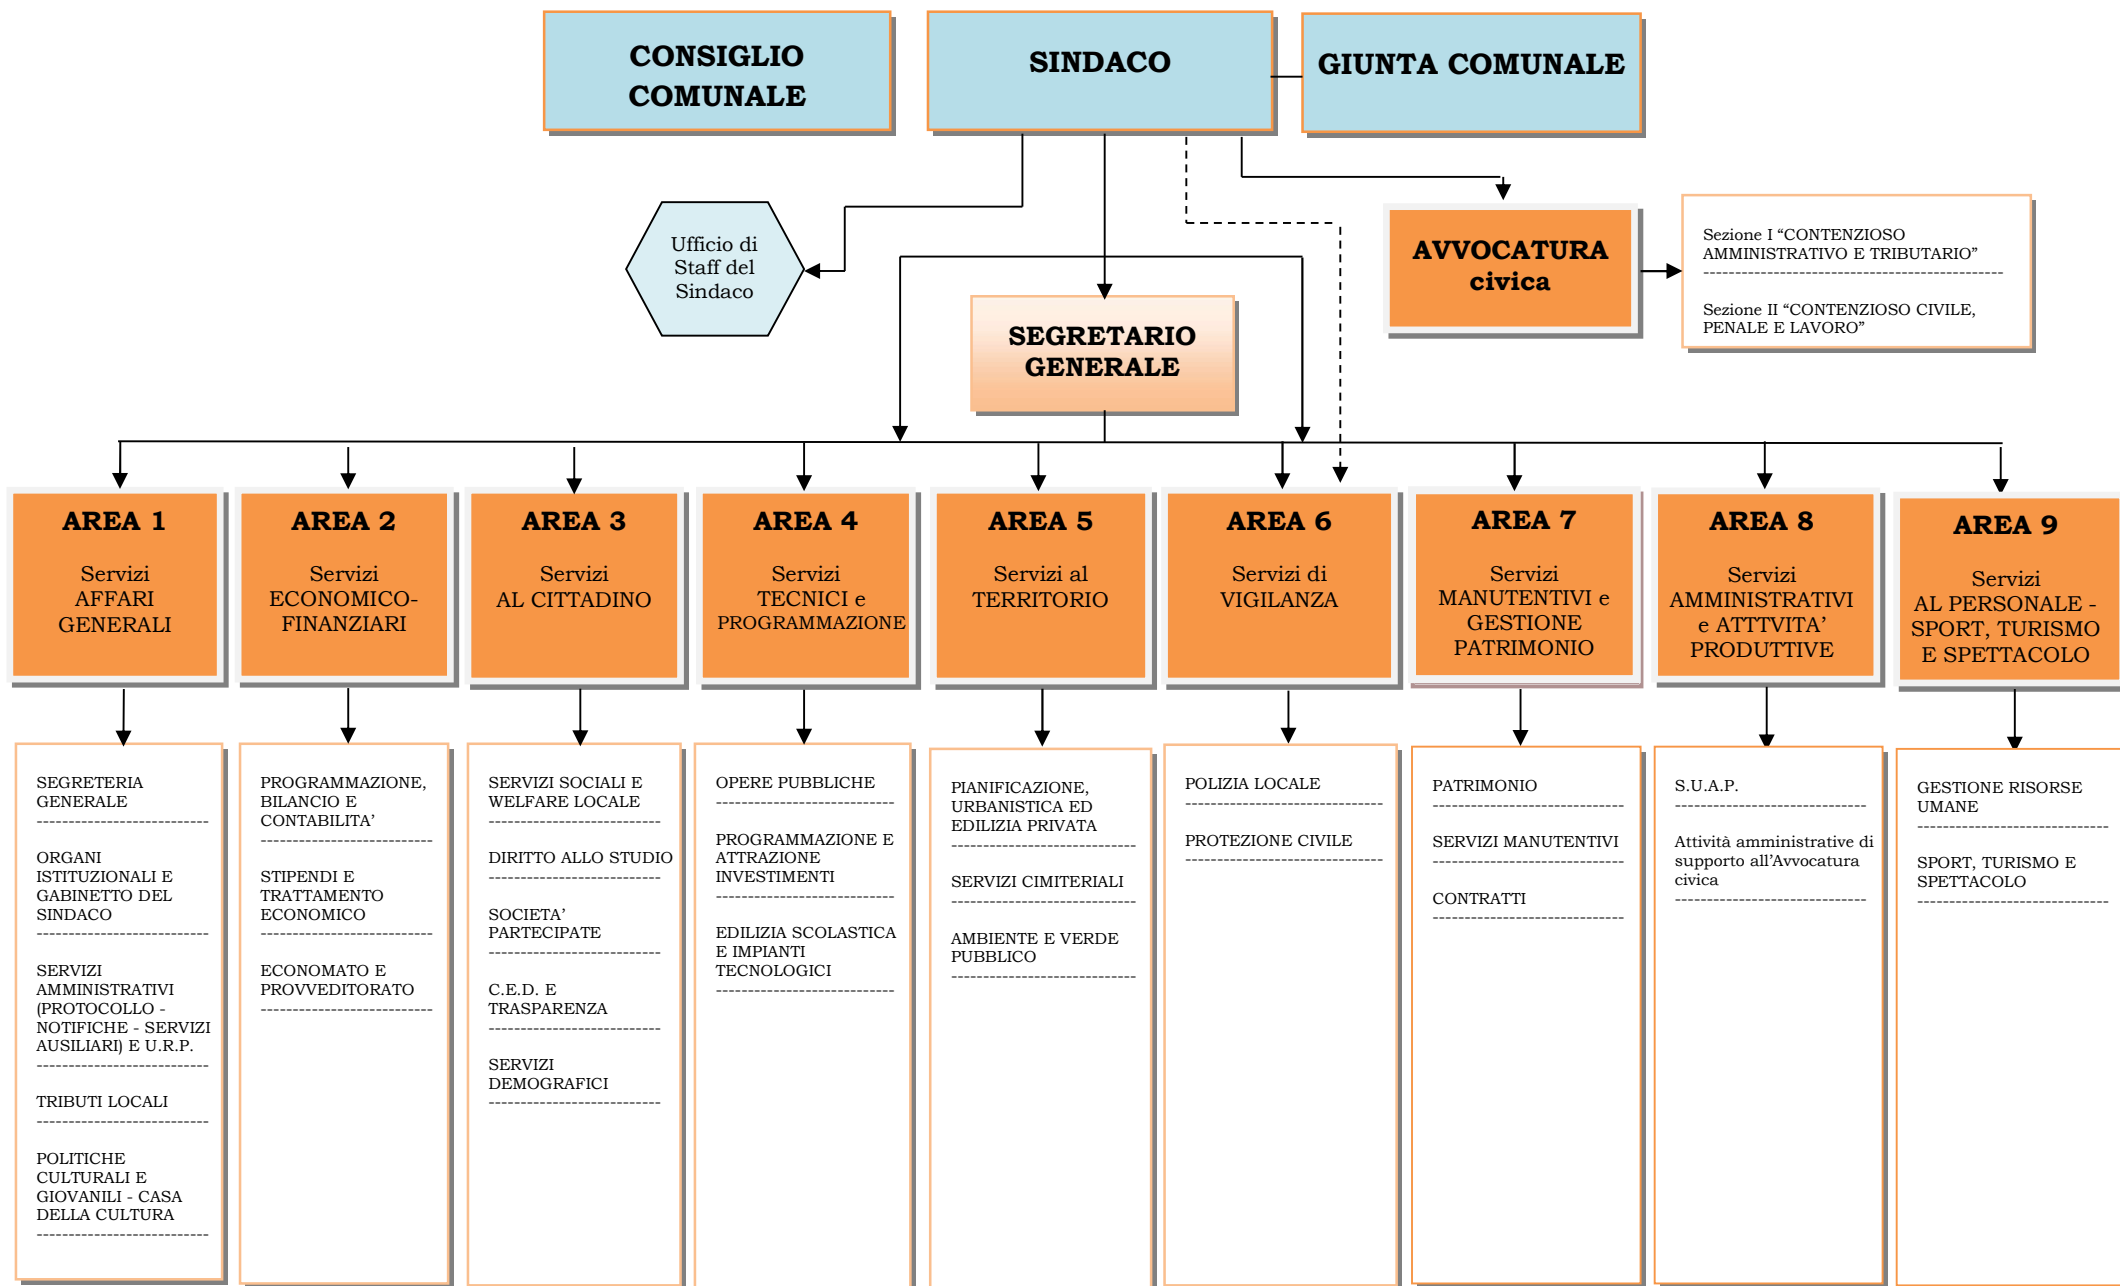 CONSIGLIO
COMUNALE
SINDACO
GIUNTA COMUNALE
Ufficio di
Staff del
Sindaco
AVVOCATURA
civica
Sezione I “CONTENZIOSO
AMMINISTRATIVO E TRIBUTARIO”
Sezione II “CONTENZIOSO CIVILE,
PENALE E LAVORO”
SEGRETARIO
GENERALE
AREA 1
Servizi
AFFARI
GENERALI
AREA 2
Servizi
ECONOMICO-
FINANZIARI
AREA 3
Servizi
AL CITTADINO
AREA 4
Servizi
TECNICI e
PROGRAMMAZIONE
AREA 5
Servizi al
TERRITORIO
AREA 6
Servizi di
VIGILANZA
AREA 7
Servizi
MANUTENTIVI e
GESTIONE
PATRIMONIO
AREA 8
Servizi
AMMINISTRATIVI
e ATTTVITA’
PRODUTTIVE
AREA 9
Servizi
AL PERSONALE -
SPORT, TURISMO
E SPETTACOLO
SEGRETERIA
GENERALE
ORGANI
ISTITUZIONALI E
GABINETTO DEL
SINDACO
SERVIZI
AMMINISTRATIVI
(PROTOCOLLO -
NOTIFICHE - SERVIZI
AUSILIARI) E U.R.P.
TRIBUTI LOCALI
POLITICHE
CULTURALI E
GIOVANILI - CASA
DELLA CULTURA
PROGRAMMAZIONE,
BILANCIO E
CONTABILITA’
STIPENDI E
TRATTAMENTO
ECONOMICO
ECONOMATO E
PROVVEDITORATO
SERVIZI SOCIALI E
WELFARE LOCALE
DIRITTO ALLO STUDIO
SOCIETA’
PARTECIPATE
C.E.D. E
TRASPARENZA
SERVIZI
DEMOGRAFICI
OPERE PUBBLICHE
PROGRAMMAZIONE E
ATTRAZIONE
INVESTIMENTI
EDILIZIA SCOLASTICA
E IMPIANTI
TECNOLOGICI
PIANIFICAZIONE,
URBANISTICA ED
EDILIZIA PRIVATA
SERVIZI CIMITERIALI
AMBIENTE E VERDE
PUBBLICO
POLIZIA LOCALE
PROTEZIONE CIVILE
PATRIMONIO
SERVIZI MANUTENTIVI
CONTRATTI
S.U.A.P.
Attività amministrative di
supporto all’Avvocatura
civica
GESTIONE RISORSE
UMANE
SPORT, TURISMO E
SPETTACOLO